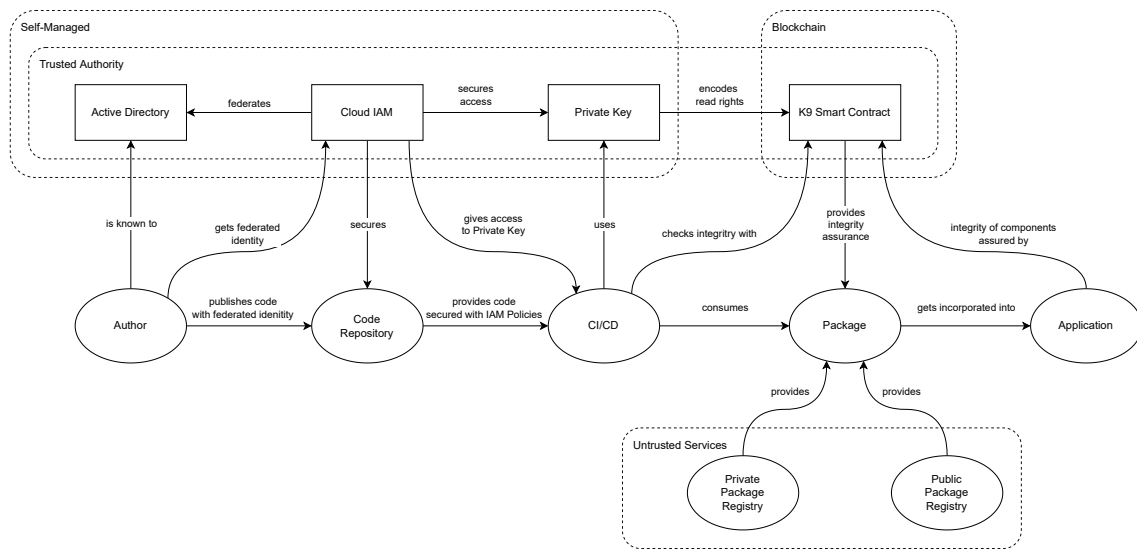 Self-Managed
Blockchain
Trusted Authority
Active Directory
federates
Cloud IAM
secures
access
Private Key
encodes
read rights
K9 Smart Contract
is known to
gets federated
identity
secures
gives access
to Private Key
uses
checks integritry with
provides
integrity
assurance
integrity of components
assured by
Author
publishes code
with federated idenitity
Code
Repository
provides code
secured with IAM Policies
CI/CD
consumes
Package
gets incorporated into
Application
provides
provides
Untrusted Services
Private
Package
Registry
Public
Package
Registry